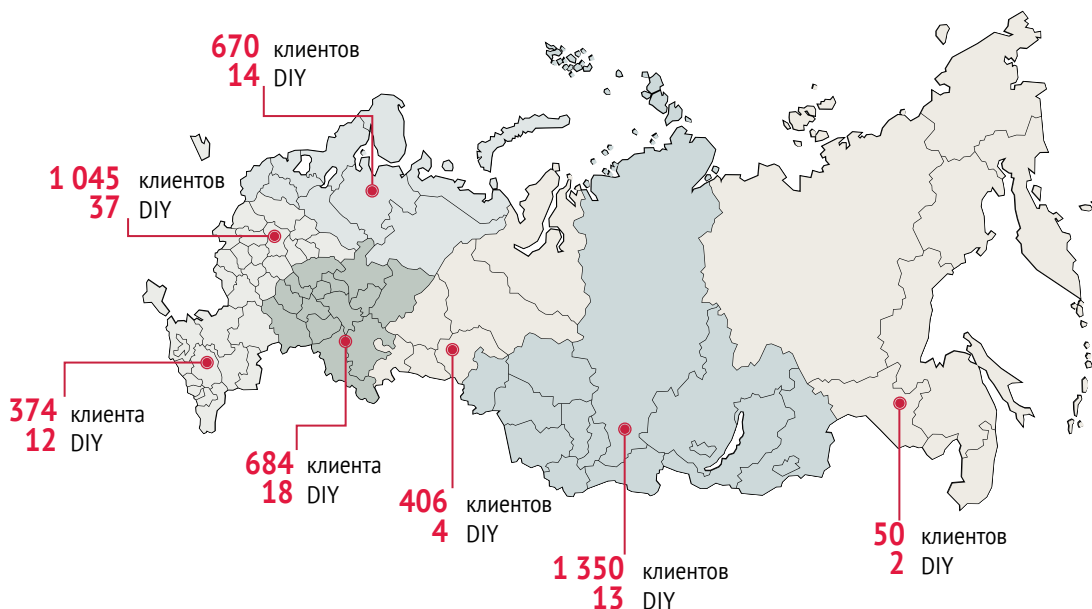 670 клиентов
14 DIY
1 045 клиентов
37 DIY
374 клиента
12 DIY
684 клиента
18 DIY
406 клиентов
4 DIY
1 350 клиентов
13 DIY
50 клиентов
2 DIY